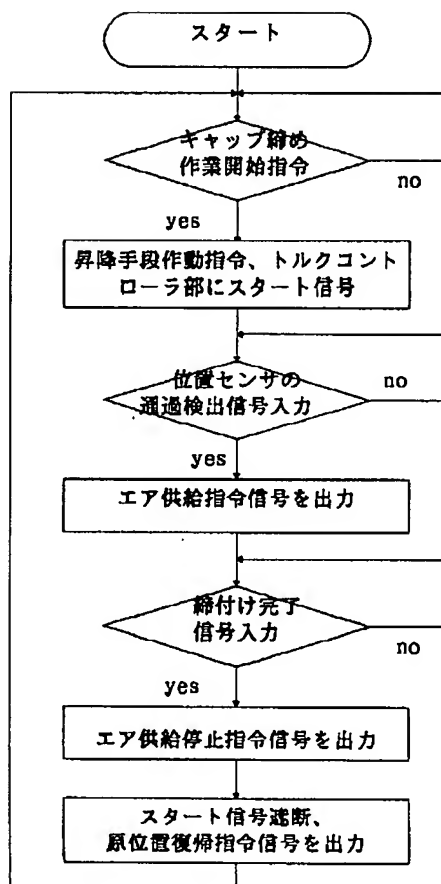 スタート
キャップ締め
作業開始指令
no
yes
昇降手段作動指令、トルクコント
ローラ部にスタート信号
位置センサの
通過検出信号入力
no
yes
エア供給指令信号を出力
締付け完了
信号入力
no
yes
エア供給停止指令信号を出力
スタート信号遮断、
原位置復帰指令信号を出力